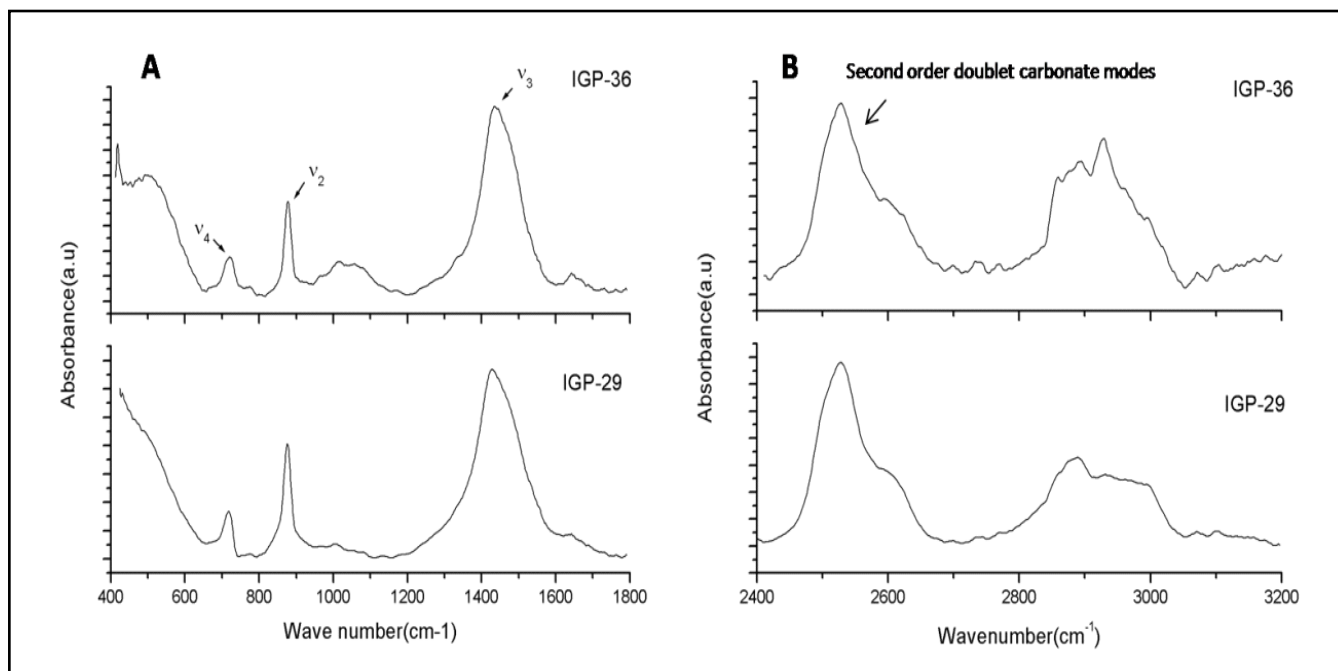 A
ν3
IGP-36
ν2
ν4
Absorbance(a.u)
IGP-29
400 600 800 1000 1200 1400 1600 1800
Wave number(cm-1)
B
Second order doublet carbonate modes
IGP-36
Absorbance(a.u)
IGP-29
2400 2600 2800 3000 3200
Wavenumber(cm-1)